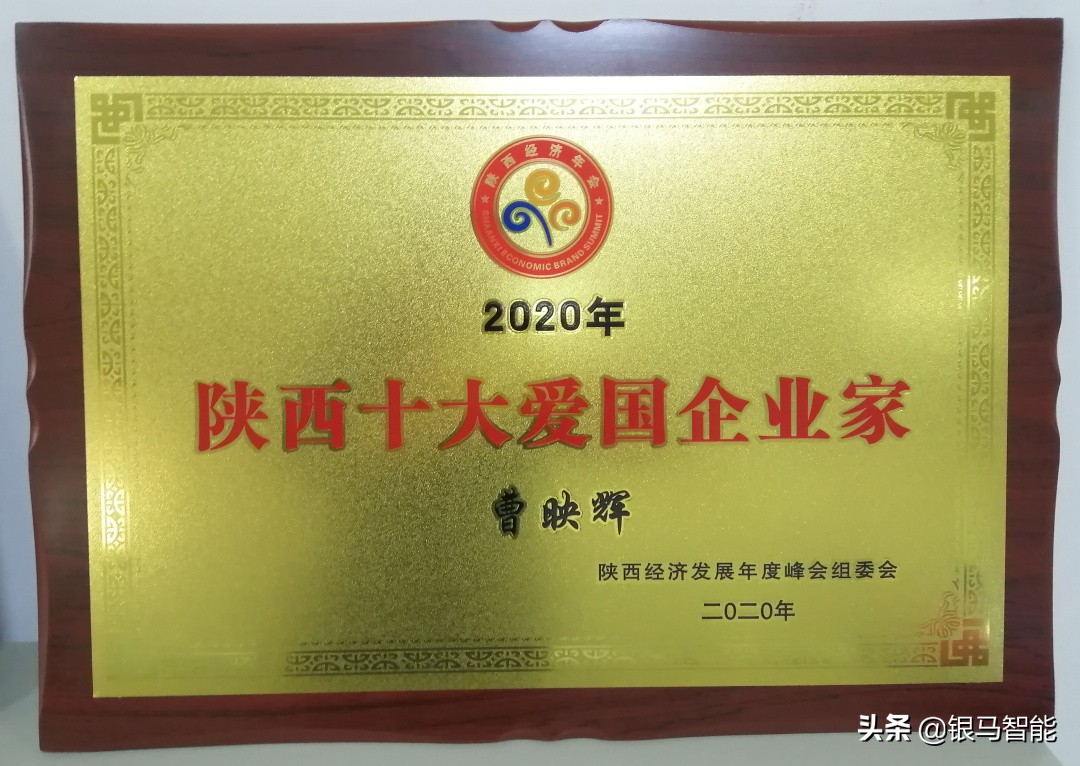 陕西经济年会
SHAANXI ECONOMIC BRAND SUMMIT
2020年
陕西十大爱国企业家
曹映辉
陕西经济发展年度峰会组委会
二〇二〇年
头条 @银马智能